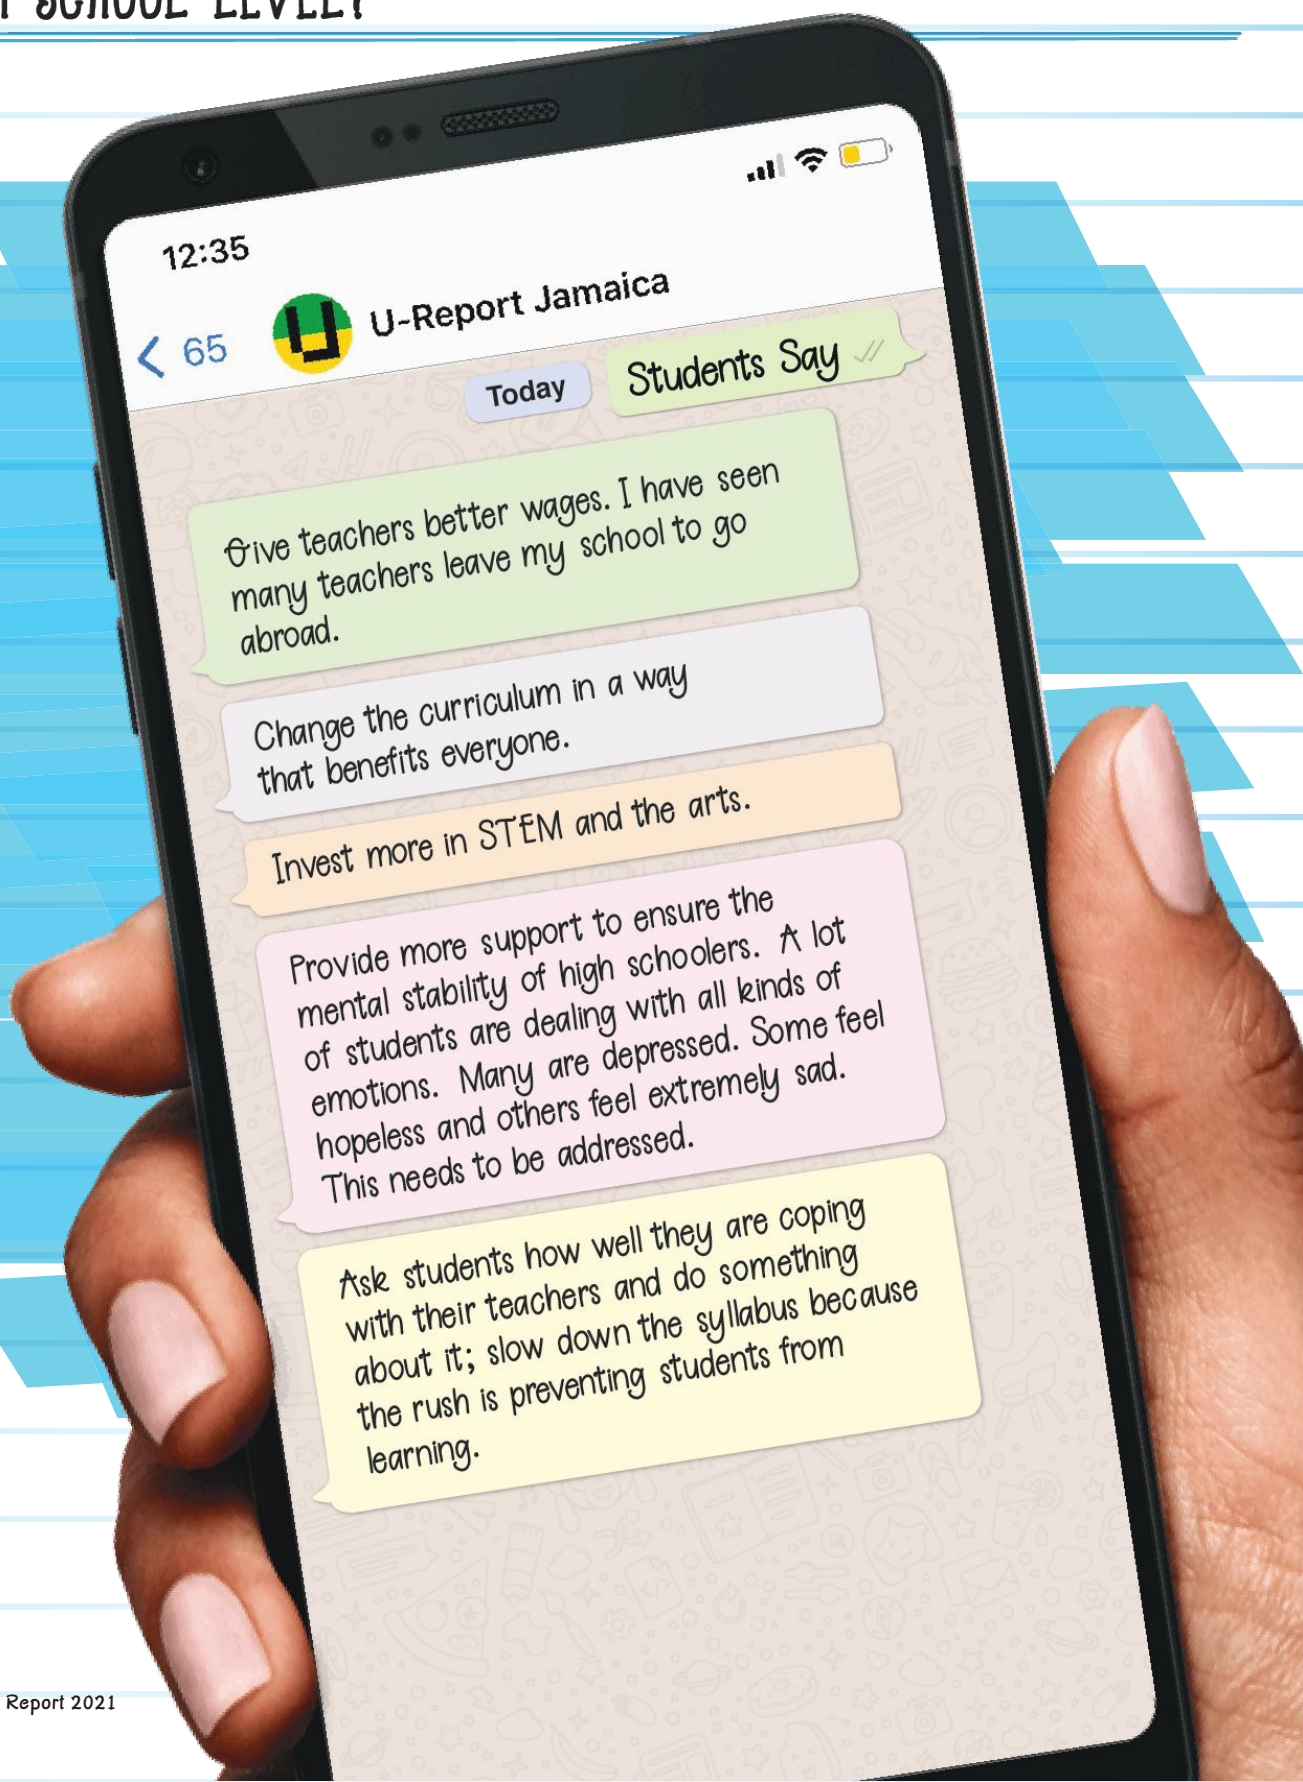 SCHOOL LEVEL?
12:35
65
U-Report Jamaica
Today
Students Say
Give teachers better wages. I have seen
many teachers leave my school to go
abroad.
Change the curriculum in a way
that benefits everyone.
Invest more in STEM and the arts.
Provide more support to ensure the
mental stability of high schoolers. A lot
of students are dealing with all kinds of
emotions. Many are depressed. Some feel
hopeless and others feel extremely sad.
This needs to be addressed.
Ask students how well they are coping
with their teachers and do something
about it; slow down the syllabus because
the rush is preventing students from
learning.
Report 2021